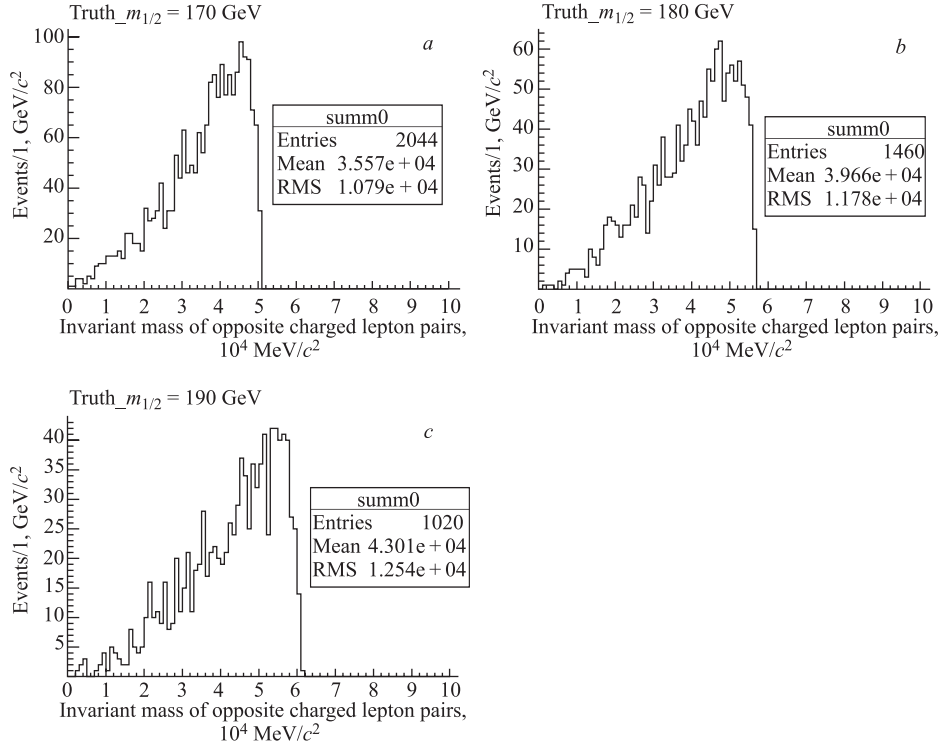 Truth_m1/2 = 170 GeV
a
Events/1, GeV/c2
100
80
60
40
20
summ0
Entries 2044
Mean 3.557e + 04
RMS 1.079e + 04
0 1 2 3 4 5 6 7 8 9 10
Invariant mass of opposite charged lepton pairs,
10^4 MeV/c2
Truth_m1/2 = 180 GeV
b
Events/1, GeV/c2
60
50
40
30
20
10
summ0
Entries 1460
Mean 3.966e + 04
RMS 1.178e + 04
0 1 2 3 4 5 6 7 8 9 10
Invariant mass of opposite charged lepton pairs,
10^4 MeV/c2
Truth_m1/2 = 190 GeV
c
Events/1, GeV/c2
40
35
30
25
20
15
10
5
summ0
Entries 1020
Mean 4.301e + 04
RMS 1.254e + 04
0 1 2 3 4 5 6 7 8 9 10
Invariant mass of opposite charged lepton pairs,
10^4 MeV/c2